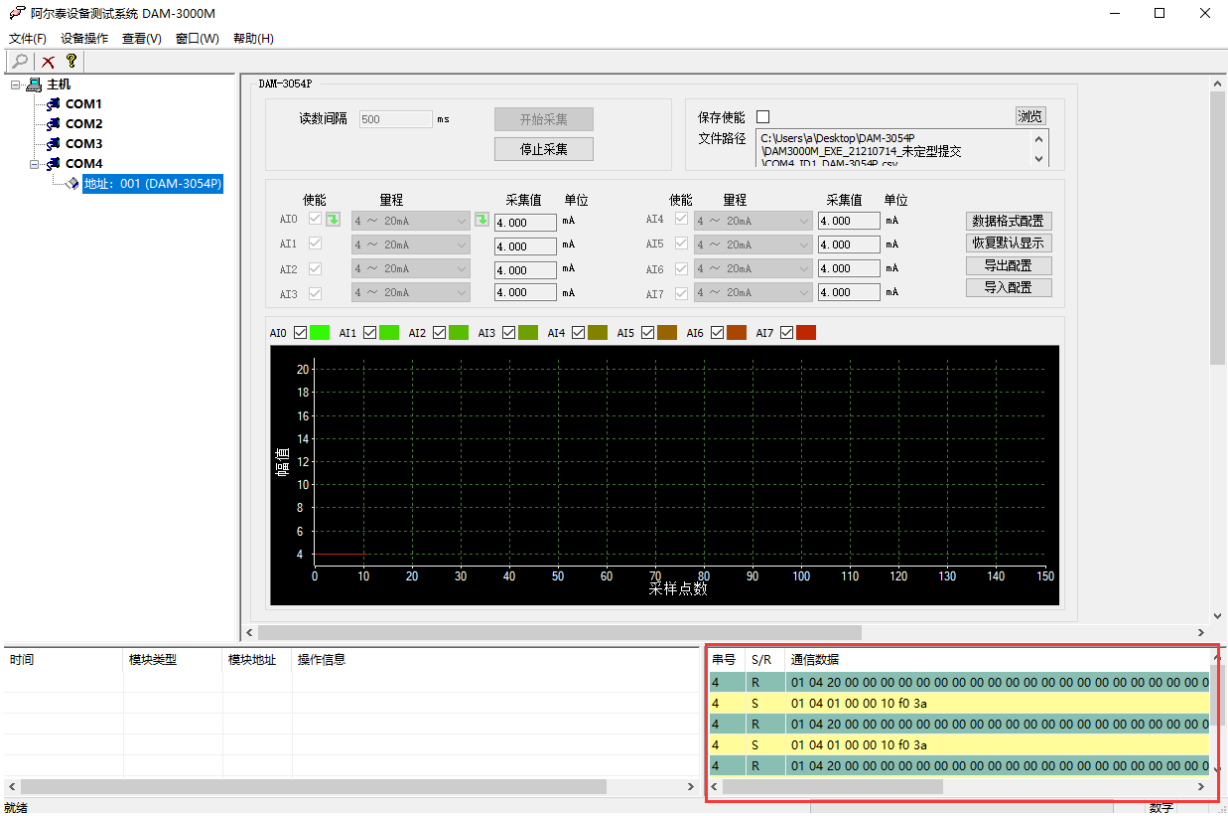 阿尔泰设备测试系统 DAM-3000M
文件(F) 设备操作 查看(V) 窗口(W) 帮助(H)
主机
COM1
COM2
COM3
COM4
地址：001 (DAM-3054P)
DAM-3054P
读数间隔 500 ms 开始采集
停止采集
保存使能 浏览
文件路径 C:\Users\a\Desktop\DAM-3054P
\DAM3000M_EXE_21210714_未定型提交
\COM4_ID1_DAM-3054P.csv
使能 量程 采集值 单位 使能 量程 采集值 单位
AI0 4 ～ 20mA 4.000 mA AI4 4 ～ 20mA 4.000 mA 数据格式配置
AI1 4 ～ 20mA 4.000 mA AI5 4 ～ 20mA 4.000 mA 恢复默认显示
AI2 4 ～ 20mA 4.000 mA AI6 4 ～ 20mA 4.000 mA 导出配置
AI3 4 ～ 20mA 4.000 mA AI7 4 ～ 20mA 4.000 mA 导入配置
AI0 AI1 AI2 AI3 AI4 AI5 AI6 AI7
20
18
16
14
12
10
8
6
4
幅值
0 10 20 30 40 50 60 70 80 90 100 110 120 130 140 150
采样点数
时间 模块类型 模块地址 操作信息
串号 S/R 通信数据
4 R 01 04 20 00 00 00 00 00 00 00 00 00 00 00 00 00 00 00 00 00 00 00 00 0
4 S 01 04 01 00 00 10 f0 3a
4 R 01 04 20 00 00 00 00 00 00 00 00 00 00 00 00 00 00 00 00 00 00 00 00 0
4 S 01 04 01 00 00 10 f0 3a
4 R 01 04 20 00 00 00 00 00 00 00 00 00 00 00 00 00 00 00 00 00 00 00 00 0
就绪 数字